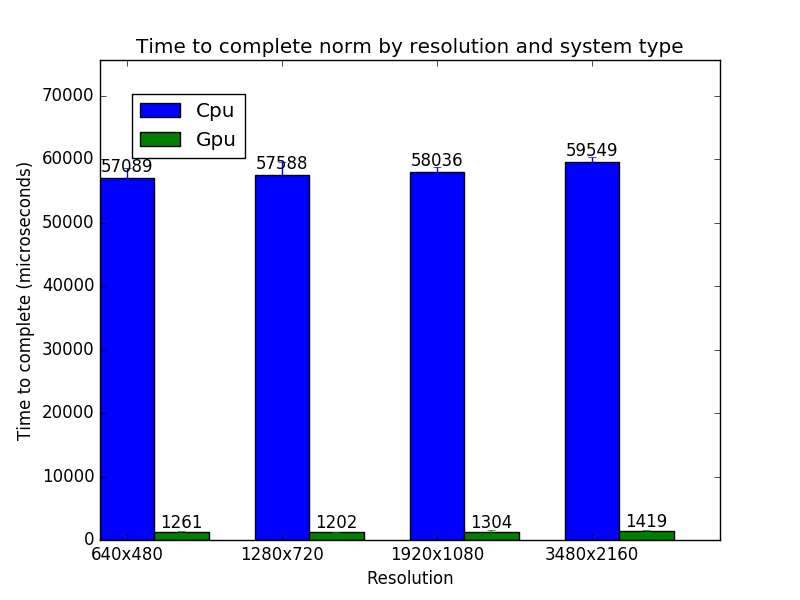 Time to complete norm by resolution and system type
Time to complete (microseconds)
70000
60000
50000
40000
30000
20000
10000
0
Cpu
Gpu
57089
57588
58036
59549
1261
1202
1304
1419
640x480
1280x720
1920x1080
3480x2160
Resolution